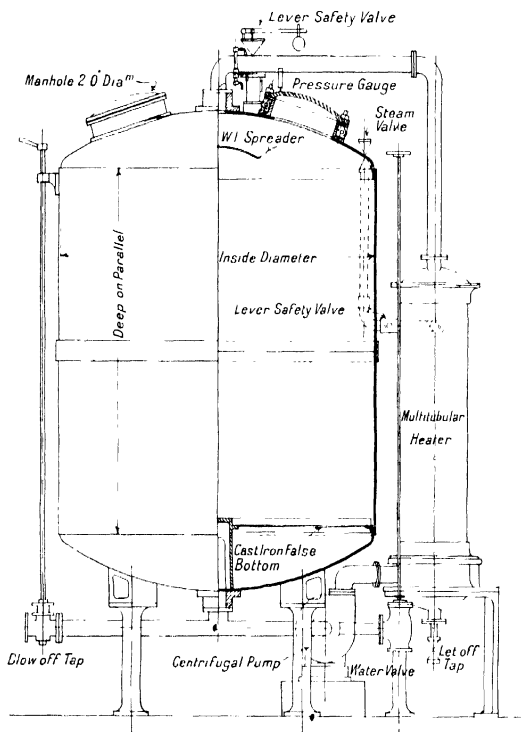 Lever Safety Valve
Manhole 2 0" Diam
Pressure Gauge
Steam
Valve
W I Spreader
Deep on Parallel
Inside Diameter
Lever Safety Valve
Multitubular
Heater
Cast Iron False
Bottom
Blow off Tap
Centrifugal Pump
Water Valve
Let off
Tap